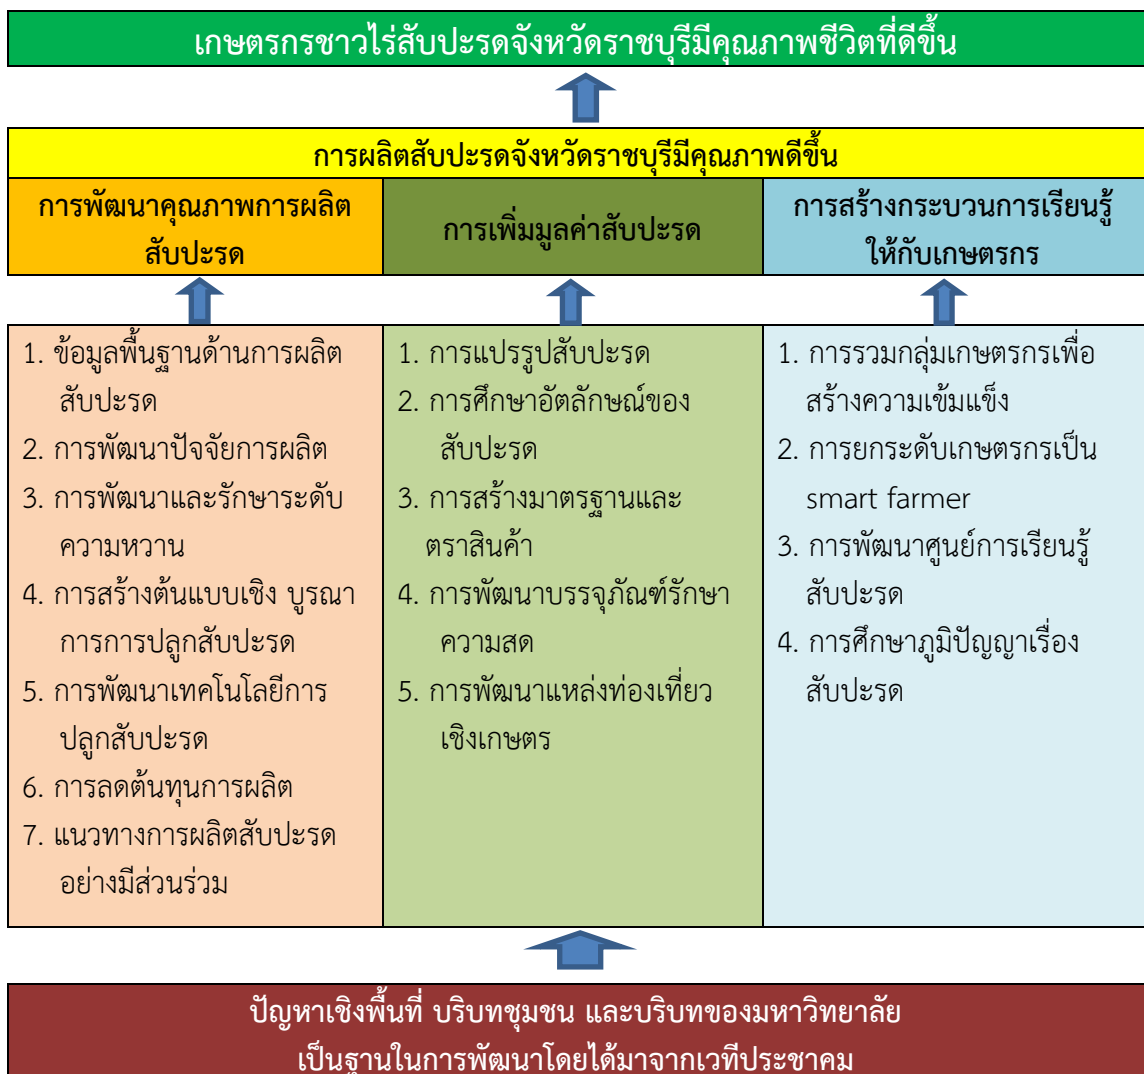 เกษตรกรชาวไร่สับปะรดจังหวัดราชบุรีมีคุณภาพชีวิตที่ดีขึ้น
การผลิตสับปะรดจังหวัดราชบุรีมีคุณภาพดีขึ้น
การพัฒนาคุณภาพการผลิต
สับปะรด
การเพิ่มมูลค่าสับปะรด
การสร้างกระบวนการเรียนรู้
ให้กับเกษตรกร
1. ข้อมูลพื้นฐานด้านการผลิต
สับปะรด
2. การพัฒนาปัจจัยการผลิต
3. การพัฒนาและรักษาระดับ
ความหวาน
4. การสร้างต้นแบบเชิง บูรณา
การการปลูกสับปะรด
5. การพัฒนาเทคโนโลยีการ
ปลูกสับปะรด
6. การลดต้นทุนการผลิต
7. แนวทางการผลิตสับปะรด
อย่างมีส่วนร่วม
1. การแปรรูปสับปะรด
2. การศึกษาอัตลักษณ์ของ
สับปะรด
3. การสร้างมาตรฐานและ
ตราสินค้า
4. การพัฒนาบรรจุภัณฑ์รักษา
ความสด
5. การพัฒนาแหล่งท่องเที่ยว
เชิงเกษตร
1. การรวมกลุ่มเกษตรกรเพื่อ
สร้างความเข้มแข็ง
2. การยกระดับเกษตรกรเป็น
smart farmer
3. การพัฒนาศูนย์การเรียนรู้
สับปะรด
4. การศึกษาภูมิปัญญาเรื่อง
สับปะรด
ปัญหาเชิงพื้นที่ บริบทชุมชน และบริบทของมหาวิทยาลัย
เป็นฐานในการพัฒนาโดยได้มาจากเวทีประชาคม